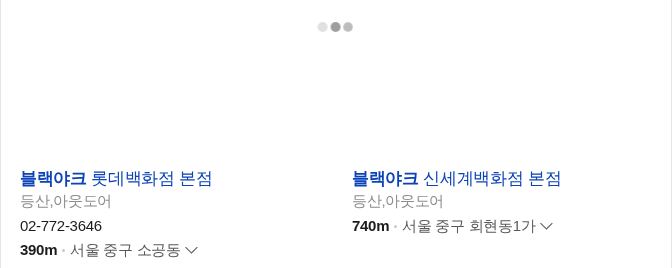 블랙야크 롯데백화점 본점
등산,아웃도어
02-772-3646
390m · 서울 중구 소공동
블랙야크 신세계백화점 본점
등산,아웃도어
740m · 서울 중구 회현동1가